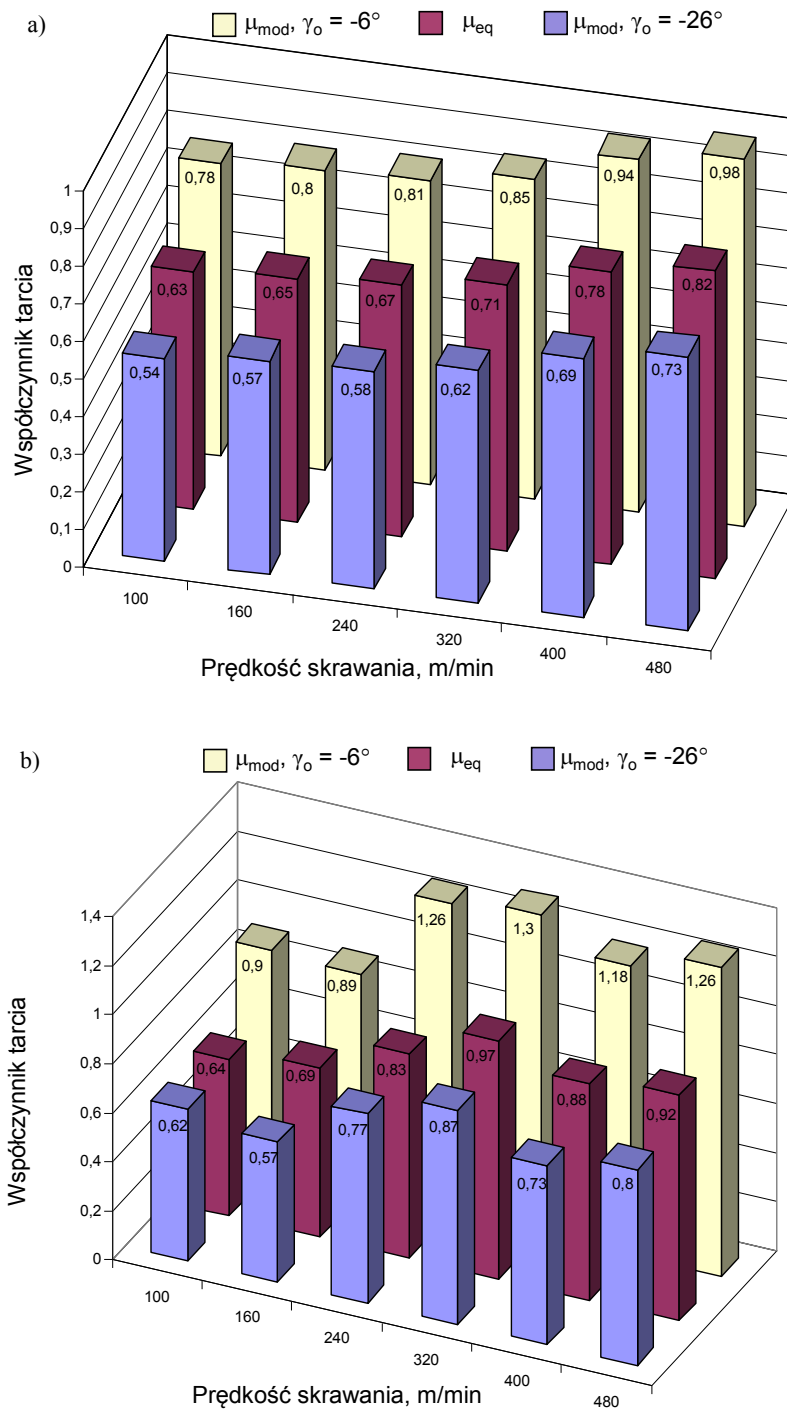 a)
μmod, γo = -6° μeq μmod, γo = -26°
Współczynnik tarcia
1
0,9
0,8
0,7
0,6
0,5
0,4
0,3
0,2
0,1
0
0,78 0,8 0,81 0,85 0,94 0,98
0,63 0,65 0,67 0,71 0,78 0,82
0,54 0,57 0,58 0,62 0,69 0,73
100 160 240 320 400 480
Prędkość skrawania, m/min
b)
μmod, γo = -6° μeq μmod, γo = -26°
Współczynnik tarcia
1,4
1,2
1
0,8
0,6
0,4
0,2
0
0,9 0,89 1,26 1,3 1,18 1,26
0,64 0,69 0,83 0,97 0,88 0,92
0,62 0,57 0,77 0,87 0,73 0,8
100 160 240 320 400 480
Prędkość skrawania, m/min